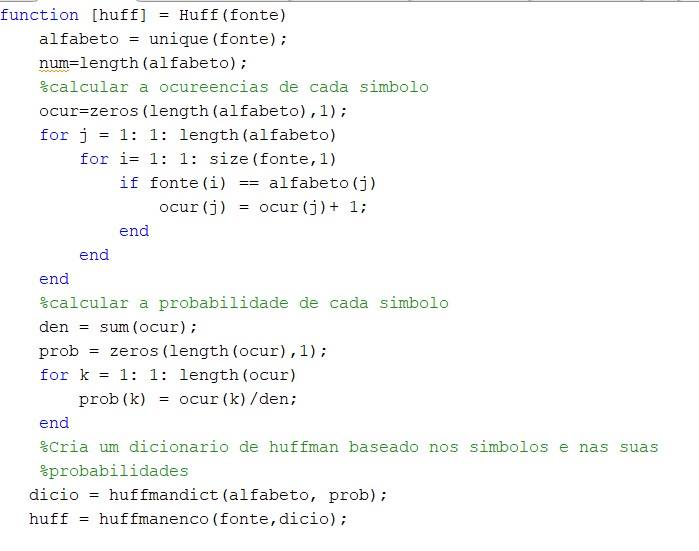 function [huff] = Huff(fonte)
    alfabeto = unique(fonte);
    num=length(alfabeto);
    %calcular a ocureencias de cada simbolo
    ocur=zeros(length(alfabeto),1);
    for j = 1: 1: length(alfabeto)
        for i= 1: 1: size(fonte,1)
            if fonte(i) == alfabeto(j)
                ocur(j) = ocur(j)+ 1;
            end
        end
    end
    %calcular a probabilidade de cada simbolo
    den = sum(ocur);
    prob = zeros(length(ocur),1);
    for k = 1: 1: length(ocur)
        prob(k) = ocur(k)/den;
    end
    %Cria um dicionario de huffman baseado nos simbolos e nas suas
    %probabilidades
   dicio = huffmandict(alfabeto, prob);
   huff = huffmanenco(fonte,dicio);